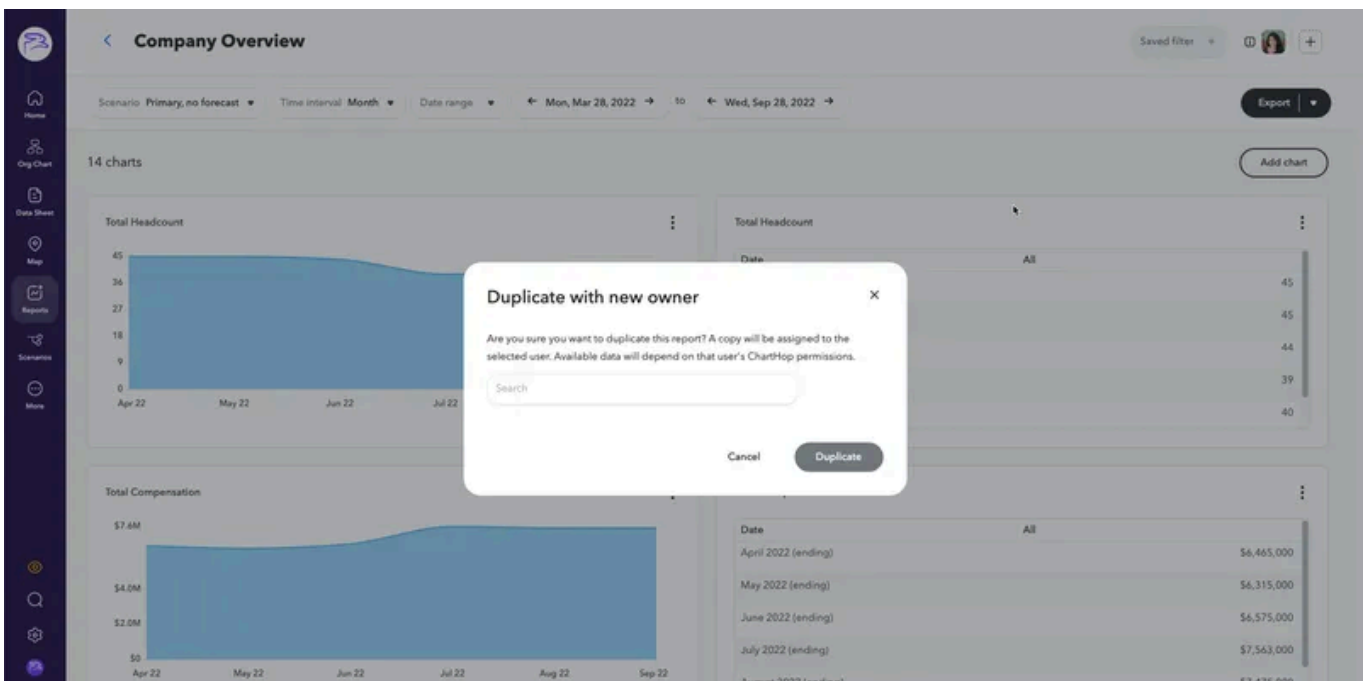 Company Overview
Saved filter
Home
Scenario Primary, no forecast
Time interval Month
Date range
Mon, Mar 28, 2022
to
Wed, Sep 28, 2022
Export
Org Chart
14 charts
Add chart
Data Sheet
Map
Reports
Scenarios
More
Total Headcount
45
36
27
18
9
0
Apr 22 May 22 Jun 22 Jul 22
Total Headcount
Date All
45
45
44
39
40
Duplicate with new owner
Are you sure you want to duplicate this report? A copy will be assigned to the
selected user. Available data will depend on that user's ChartHop permissions.
Search
Cancel Duplicate
Total Compensation
$7.6M
$4.0M
$2.0M
$0
Apr 22 May 22 Jun 22 Jul 22 Aug 22 Sep 22
Date All
April 2022 (ending) $6,465,000
May 2022 (ending) $6,315,000
June 2022 (ending) $6,575,000
July 2022 (ending) $7,563,000